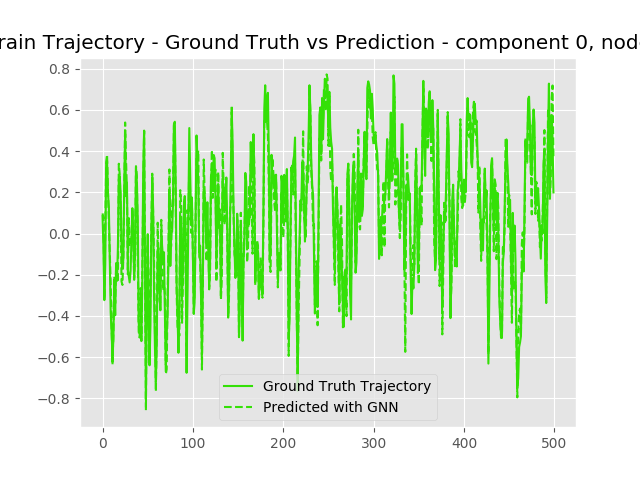 rain Trajectory - Ground Truth vs Prediction - component 0, nod
0.8
0.6
0.4
0.2
0.0
−0.2
−0.4
−0.6
−0.8
Ground Truth Trajectory
Predicted with GNN
0 100 200 300 400 500